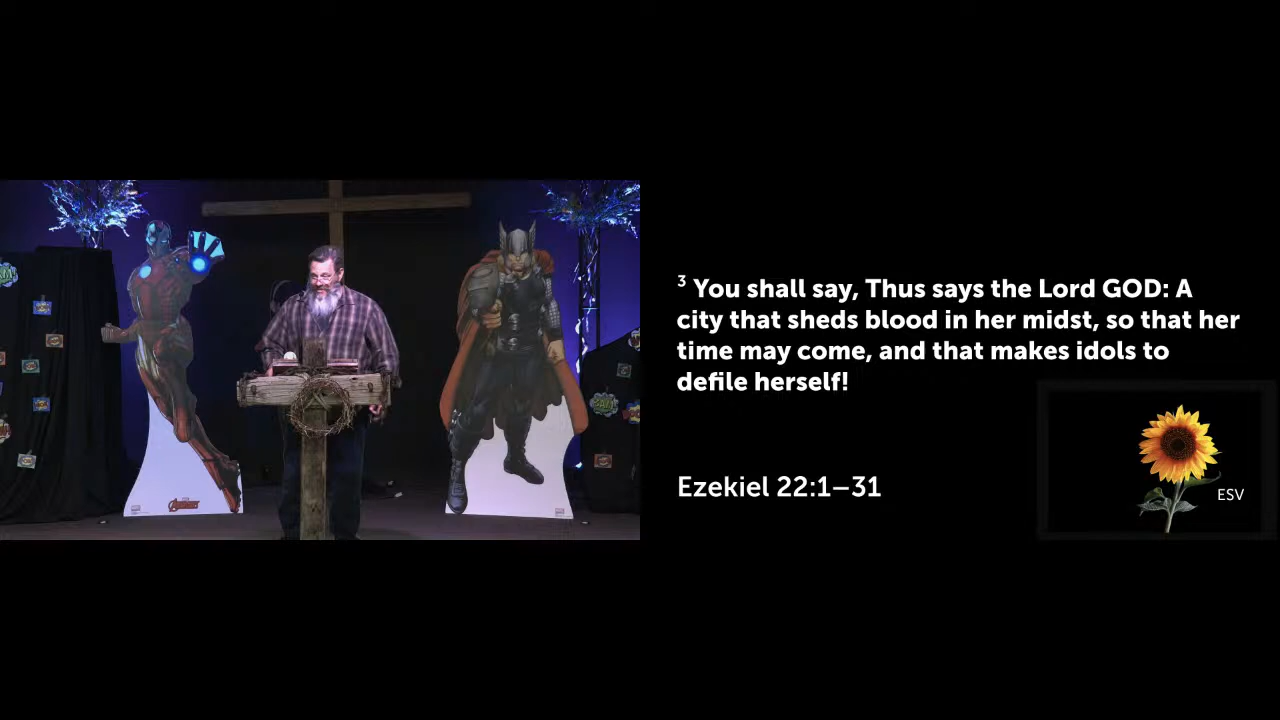 AVENGERS
3 You shall say, Thus says the Lord GOD: A
city that sheds blood in her midst, so that her
time may come, and that makes idols to
defile herself!
Ezekiel 22:1–31
ESV